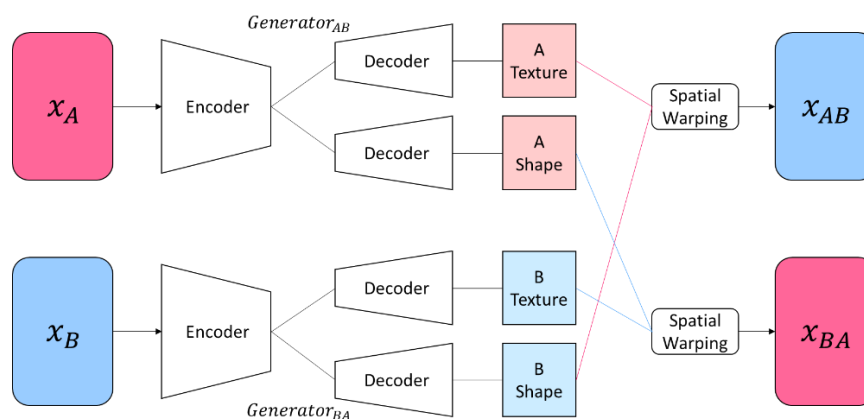 Generator_AB
x_A
Encoder
Decoder
A
Texture
Spatial
Warping
x_AB
Decoder
A
Shape
x_B
Encoder
Decoder
B
Texture
Spatial
Warping
x_BA
Decoder
B
Shape
Generator_BA